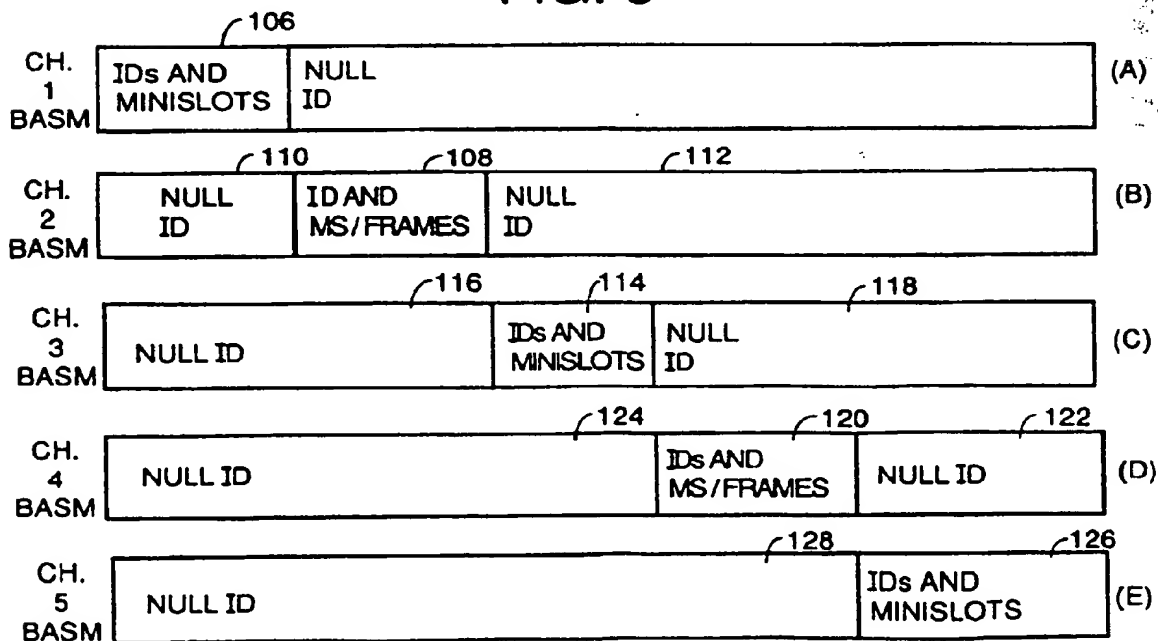 106
CH. 1 BASM
IDs AND MINISLOTS
NULL ID
(A)
110
108
112
CH. 2 BASM
NULL ID
ID AND MS/FRAMES
NULL ID
(B)
116
114
118
CH. 3 BASM
NULL ID
IDs AND MINISLOTS
NULL ID
(C)
124
120
122
CH. 4 BASM
NULL ID
IDs AND MS/FRAMES
NULL ID
(D)
128
126
CH. 5 BASM
NULL ID
IDs AND MINISLOTS
(E)